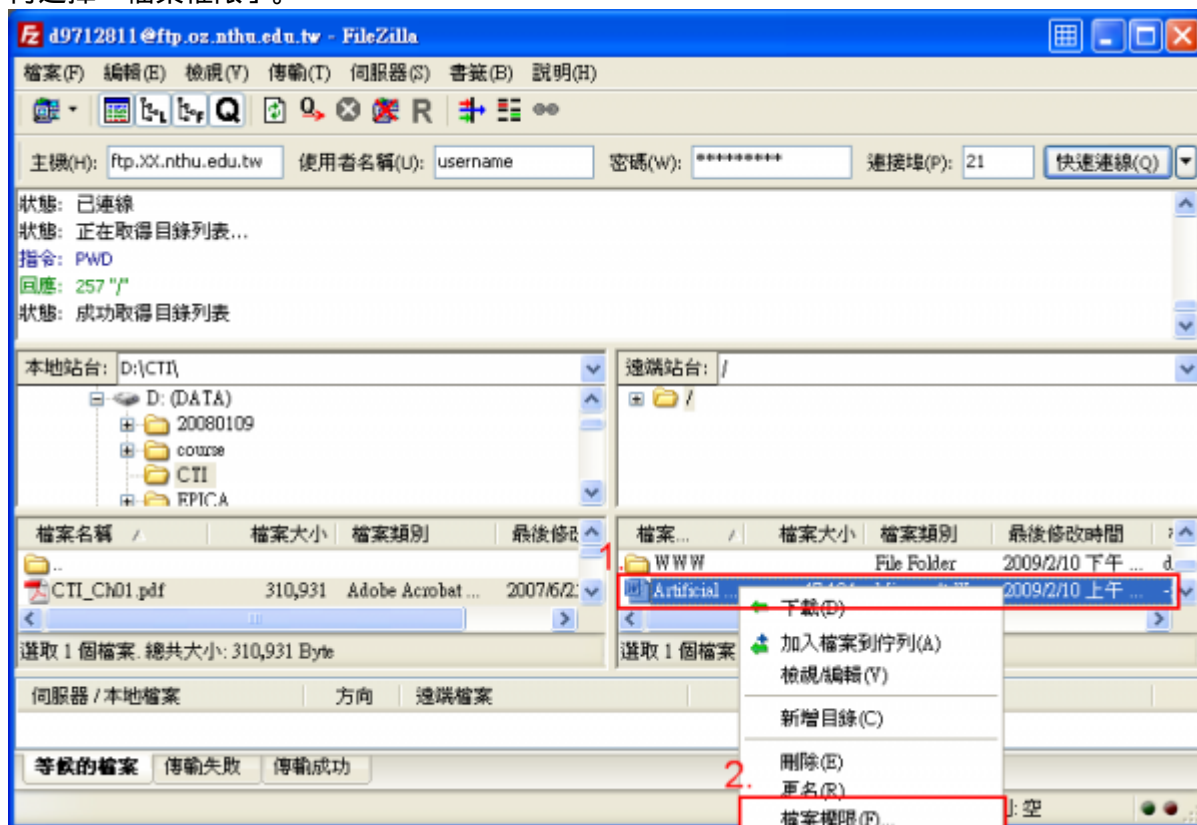 d9712811@ftp.oz.nthu.edu.tw - FileZilla
檔案(F) 編輯(E) 檢視(V) 傳輸(T) 伺服器(S) 書籤(B) 說明(H)
主機(H): ftp.XX.nthu.edu.tw 使用者名稱(U): username 密碼(W): ********* 連接埠(P): 21 快速連線(Q)
狀態: 已連線
狀態: 正在取得目錄列表...
指令: PWD
回應: 257 "/"
狀態: 成功取得目錄列表
本地站台: D:\CTI\ 遠端站台: /
D: (DATA) /
20080109
course
CTI
EPICA
檔案名稱 檔案大小 檔案類別 最後修 檔案... 檔案大小 檔案類別 最後修改時間
1.
.. WWW File Folder 2009/2/10 下午 ... d
CTI_Ch01.pdf 310,931 Adobe Acrobat ... 2007/6/2 Artificial ... 2009/2/10 上午 ...
下載(D)
選取 1 個檔案. 總共大小: 310,931 Byte 選取 1 個檔案 加入檔案到佇列(A)
檢視/編輯(V)
伺服器 / 本地檔案 方向 遠端檔案
新增目錄(C)
等候的檔案 傳輸失敗 傳輸成功 刪除(E)
2.
更名(R)
檔案權限(F)... : 空